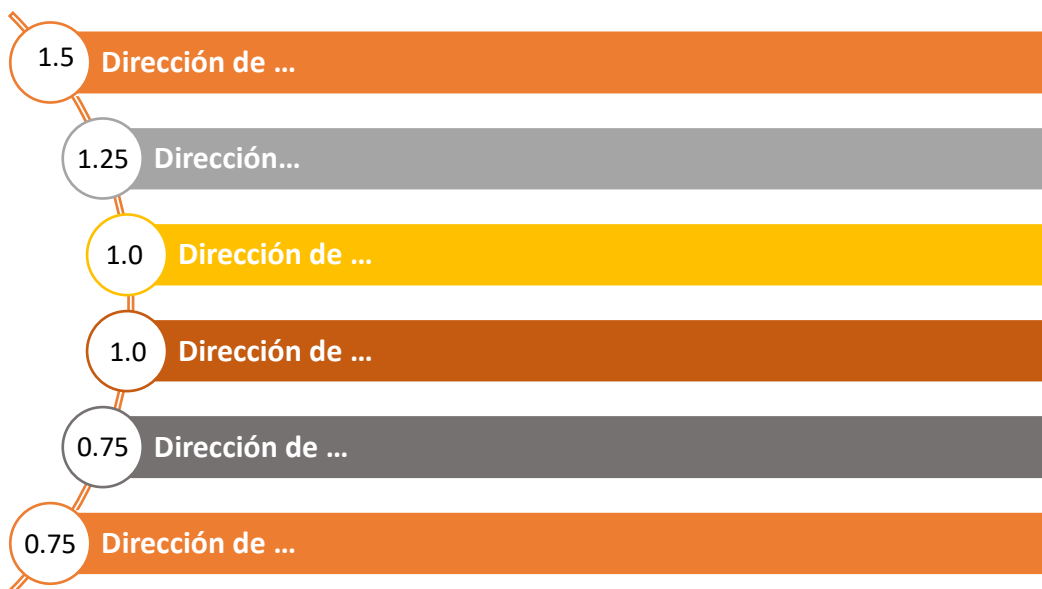 1.5 Dirección de …
1.25 Dirección…
1.0 Dirección de …
1.0 Dirección de …
0.75 Dirección de …
0.75 Dirección de …